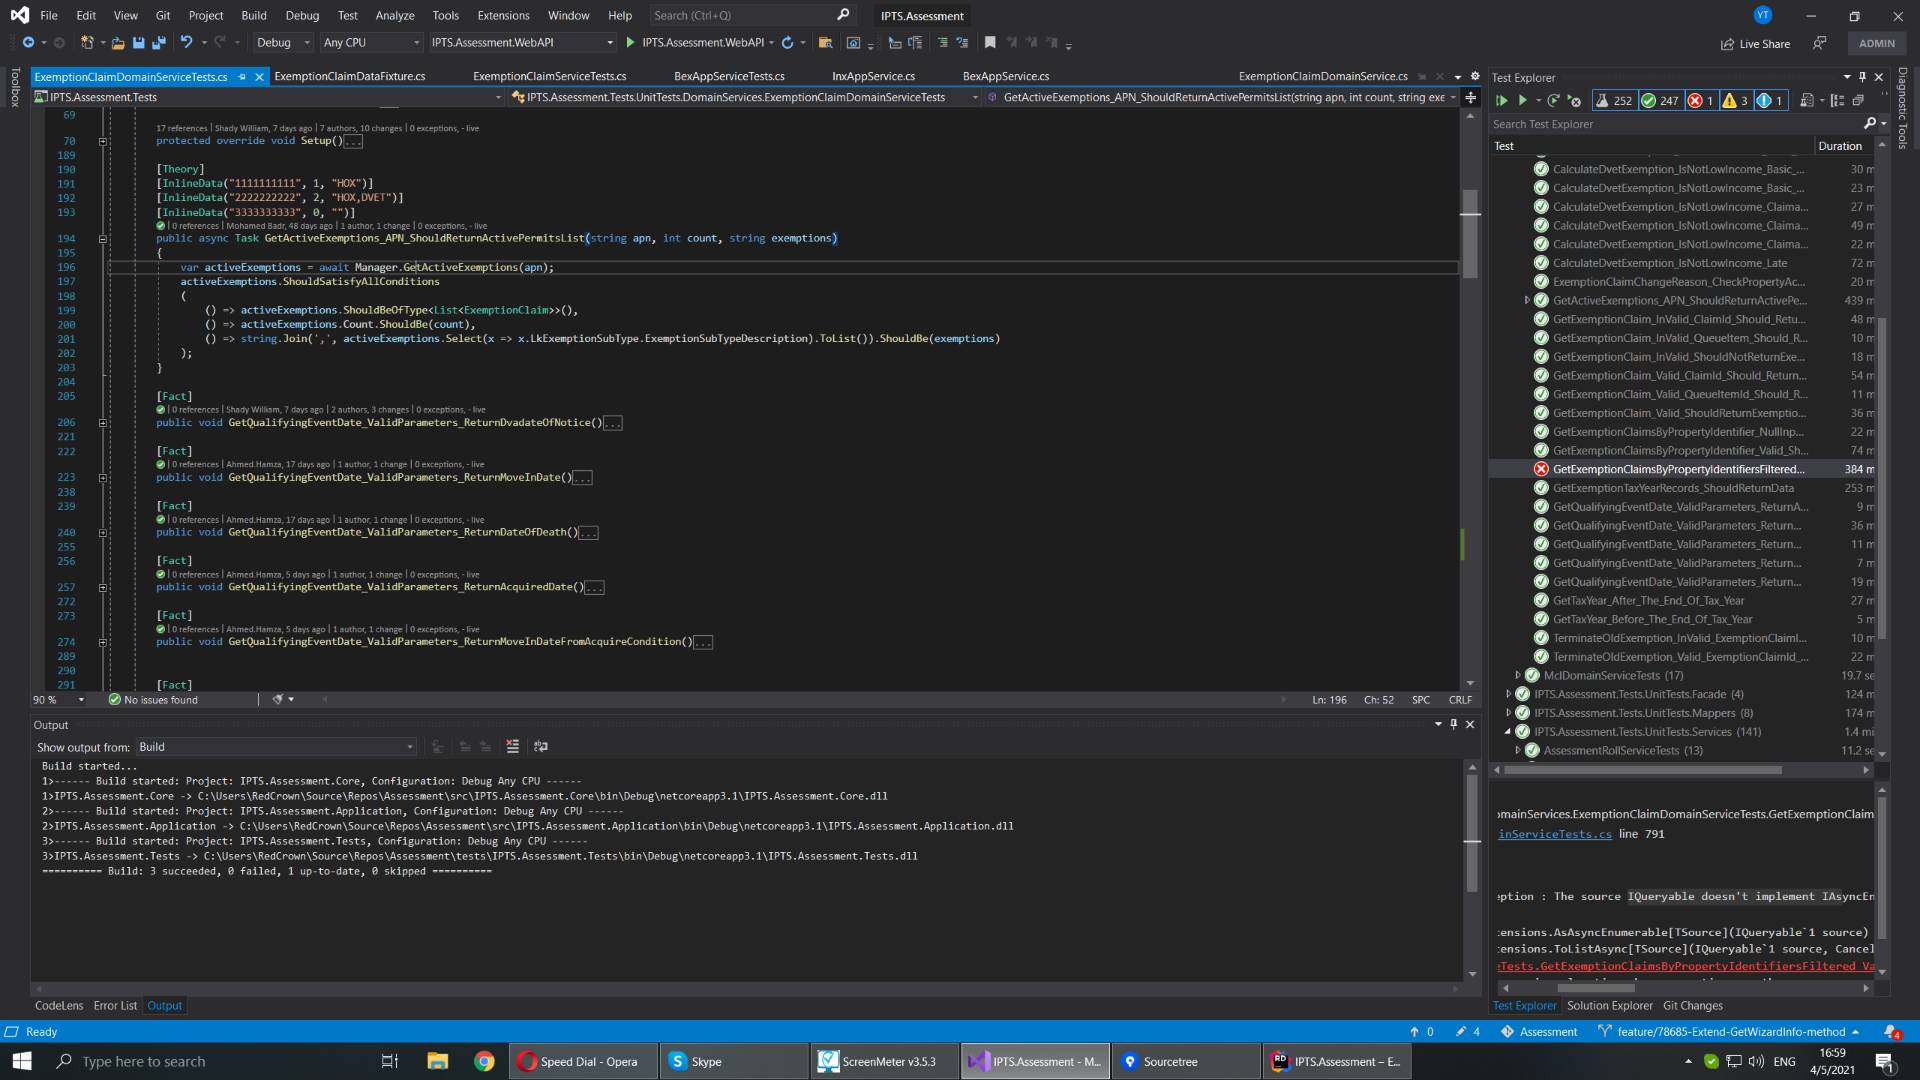 File Edit View Git Project Build Debug Test Analyze Tools Extensions Window Help Search (Ctrl+Q) IPTS.Assessment YT
Debug Any CPU IPTS.Assessment.WebAPI IPTS.Assessment.WebAPI Live Share ADMIN
Toolbox
ExemptionClaimDomainServiceTests.cs ExemptionClaimDataFixture.cs ExemptionClaimServiceTests.cs BexAppServiceTests.cs InxAppService.cs BexAppService.cs ExemptionClaimDomainService.cs
IPTS.Assessment.Tests IPTS.Assessment.Tests.UnitTests.DomainServices.ExemptionClaimDomainServiceTests GetActiveExemptions_APN_ShouldReturnActivePermitsList(string apn, int count, string exe
69
17 references | Shady William, 7 days ago | 7 authors, 10 changes | 0 exceptions, - live
70 protected override void Setup()...
189
190 [Theory]
191 [InlineData("1111111111", 1, "HOX")]
192 [InlineData("2222222222", 2, "HOX,DVET")]
193 [InlineData("3333333333", 0, "")]
| 0 references | Mohamed Badr, 48 days ago | 1 author, 1 change | 0 exceptions, - live
194 public async Task GetActiveExemptions_APN_ShouldReturnActivePermitsList(string apn, int count, string exemptions)
195 {
196 var activeExemptions = await Manager.GetActiveExemptions(apn);
197 activeExemptions.ShouldSatisfyAllConditions
198 (
199 () => activeExemptions.ShouldBeOfType<List<ExemptionClaim>>(),
200 () => activeExemptions.Count.ShouldBe(count),
201 () => string.Join(',', activeExemptions.Select(x => x.LkExemptionSubType.ExemptionSubTypeDescription).ToList()).ShouldBe(exemptions)
202 );
203 }
204
205 [Fact]
| 0 references | Shady William, 7 days ago | 2 authors, 3 changes | 0 exceptions, - live
206 public void GetQualifyingEventDate_ValidParameters_ReturnDvadateOfNotice()...
221
222 [Fact]
| 0 references | Ahmed.Hamza, 17 days ago | 1 author, 1 change | 0 exceptions, - live
223 public void GetQualifyingEventDate_ValidParameters_ReturnMoveInDate()...
238
239 [Fact]
| 0 references | Ahmed.Hamza, 17 days ago | 1 author, 1 change | 0 exceptions, - live
240 public void GetQualifyingEventDate_ValidParameters_ReturnDateOfDeath()...
255
256 [Fact]
| 0 references | Ahmed.Hamza, 5 days ago | 1 author, 1 change | 0 exceptions, - live
257 public void GetQualifyingEventDate_ValidParameters_ReturnAcquiredDate()...
272
273 [Fact]
| 0 references | Ahmed.Hamza, 5 days ago | 1 author, 1 change | 0 exceptions, - live
274 public void GetQualifyingEventDate_ValidParameters_ReturnMoveInDateFromAcquireCondition()...
289
290
291 [Fact]
90 % No issues found Ln: 196 Ch: 52 SPC CRLF
Output
Show output from: Build
Build started...
1>------ Build started: Project: IPTS.Assessment.Core, Configuration: Debug Any CPU ------
1>IPTS.Assessment.Core -> C:\Users\RedCrown\Source\Repos\Assessment\src\IPTS.Assessment.Core\bin\Debug\netcoreapp3.1\IPTS.Assessment.Core.dll
2>------ Build started: Project: IPTS.Assessment.Application, Configuration: Debug Any CPU ------
2>IPTS.Assessment.Application -> C:\Users\RedCrown\Source\Repos\Assessment\src\IPTS.Assessment.Application\bin\Debug\netcoreapp3.1\IPTS.Assessment.Application.dll
3>------ Build started: Project: IPTS.Assessment.Tests, Configuration: Debug Any CPU ------
3>IPTS.Assessment.Tests -> C:\Users\RedCrown\Source\Repos\Assessment\tests\IPTS.Assessment.Tests\bin\Debug\netcoreapp3.1\IPTS.Assessment.Tests.dll
========== Build: 3 succeeded, 0 failed, 1 up-to-date, 0 skipped ==========
CodeLens Error List Output
Test Explorer
252 247 1 3 1
Search Test Explorer
Test Duration
CalculateDvetExemption_IsNotLowIncome_Basic_... 30 m
CalculateDvetExemption_IsNotLowIncome_Basic_... 23 m
CalculateDvetExemption_IsNotLowIncome_Claima... 27 m
CalculateDvetExemption_IsNotLowIncome_Claima... 49 m
CalculateDvetExemption_IsNotLowIncome_Claima... 22 m
CalculateDvetExemption_IsNotLowIncome_Late 72 m
ExemptionClaimChangeReason_CheckPropertyAc... 20 m
GetActiveExemptions_APN_ShouldReturnActivePe... 439 m
GetExemptionClaim_InValid_ClaimId_Should_Retu... 48 m
GetExemptionClaim_InValid_QueueItem_Should_R... 10 m
GetExemptionClaim_InValid_ShouldNotReturnExe... 18 m
GetExemptionClaim_Valid_ClaimId_Should_Return... 54 m
GetExemptionClaim_Valid_QueueItemId_Should_R... 11 m
GetExemptionClaim_Valid_ShouldReturnExemptio... 36 m
GetExemptionClaimsByPropertyIdentifier_NullInp... 22 m
GetExemptionClaimsByPropertyIdentifier_Valid_Sh... 74 m
GetExemptionClaimsByPropertyIdentifiersFiltered... 384 m
GetExemptionTaxYearRecords_ShouldReturnData 253 m
GetQualifyingEventDate_ValidParameters_ReturnA... 9 m
GetQualifyingEventDate_ValidParameters_Return... 36 m
GetQualifyingEventDate_ValidParameters_Return... 11 m
GetQualifyingEventDate_ValidParameters_Return... 7 m
GetQualifyingEventDate_ValidParameters_Return... 19 m
GetTaxYear_After_The_End_Of_Tax_Year 27 m
GetTaxYear_Before_The_End_Of_Tax_Year 5 m
TerminateOldExemption_InValid_ExemptionClaimI... 10 m
TerminateOldExemption_Valid_ExemptionClaimId_... 22 m
MclDomainServiceTests (17) 19.7 se
IPTS.Assessment.Tests.UnitTests.Facade (4) 124 m
IPTS.Assessment.Tests.UnitTests.Mappers (8) 174 m
IPTS.Assessment.Tests.UnitTests.Services (141) 1.4 mi
AssessmentRollServiceTests (13) 11.2 se
omainServices.ExemptionClaimDomainServiceTests.GetExemptionClaim
inServiceTests.cs line 791
eption : The source IQueryable doesn't implement IAsyncEn
tensions.AsAsyncEnumerable[TSource](IQueryable`1 source)
tensions.ToListAsync[TSource](IQueryable`1 source, Cancel
eTests.GetExemptionClaimsByPropertyIdentifiersFiltered_Va
Test Explorer Solution Explorer Git Changes
Diagnostic Tools
Ready 0 4 Assessment feature/78685-Extend-GetWizardInfo-method 4
Type here to search Speed Dial - Opera Skype ScreenMeter v3.5.3 IPTS.Assessment - M... Sourcetree IPTS.Assessment – E... ENG 16:59
4/5/2021 1